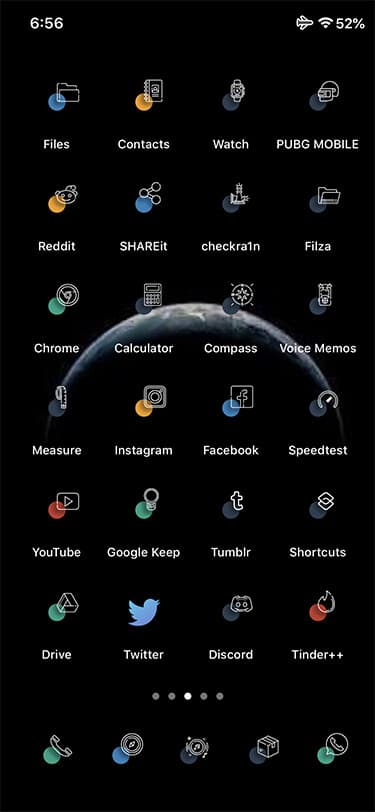 6:56 52%
Files Contacts Watch PUBG MOBILE
Reddit SHAREit checkra1n Filza
Chrome Calculator Compass Voice Memos
Measure Instagram Facebook Speedtest
YouTube Google Keep Tumblr Shortcuts
Drive Twitter Discord Tinder++